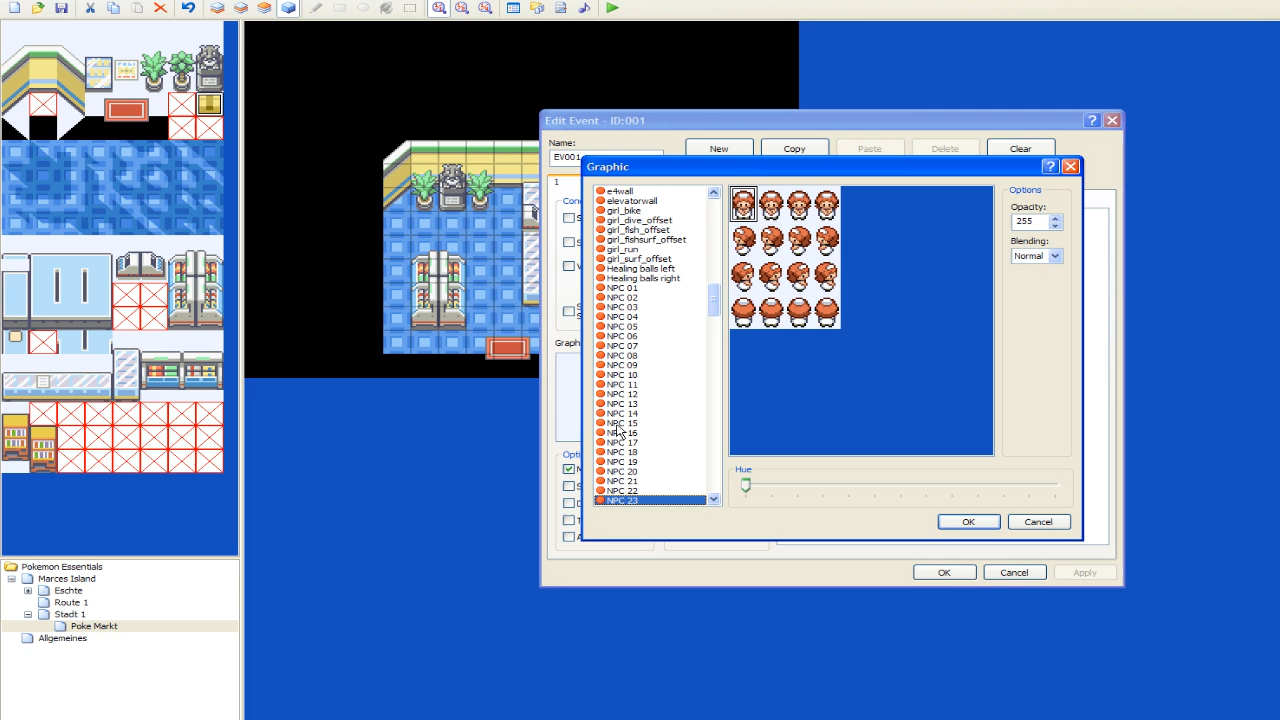 Edit Event - ID:001
Name:
EV001
New
Copy
Paste
Delete
Clear
1
Graphic
e4wall
elevatorwall
girl_bike
girl_dive_offset
girl_fish_offset
girl_fishsurf_offset
girl_run
girl_surf_offset
Healing balls left
Healing balls right
NPC 01
NPC 02
NPC 03
NPC 04
NPC 05
NPC 06
NPC 07
NPC 08
NPC 09
NPC 10
NPC 11
NPC 12
NPC 13
NPC 14
NPC 15
NPC 16
NPC 17
NPC 18
NPC 19
NPC 20
NPC 21
NPC 22
NPC 23
Options
Opacity:
255
Blending:
Normal
Hue
OK
Cancel
OK
Cancel
Apply
Pokemon Essentials
Marces Island
Eschte
Route 1
Stadt 1
Poke Markt
Allgemeines